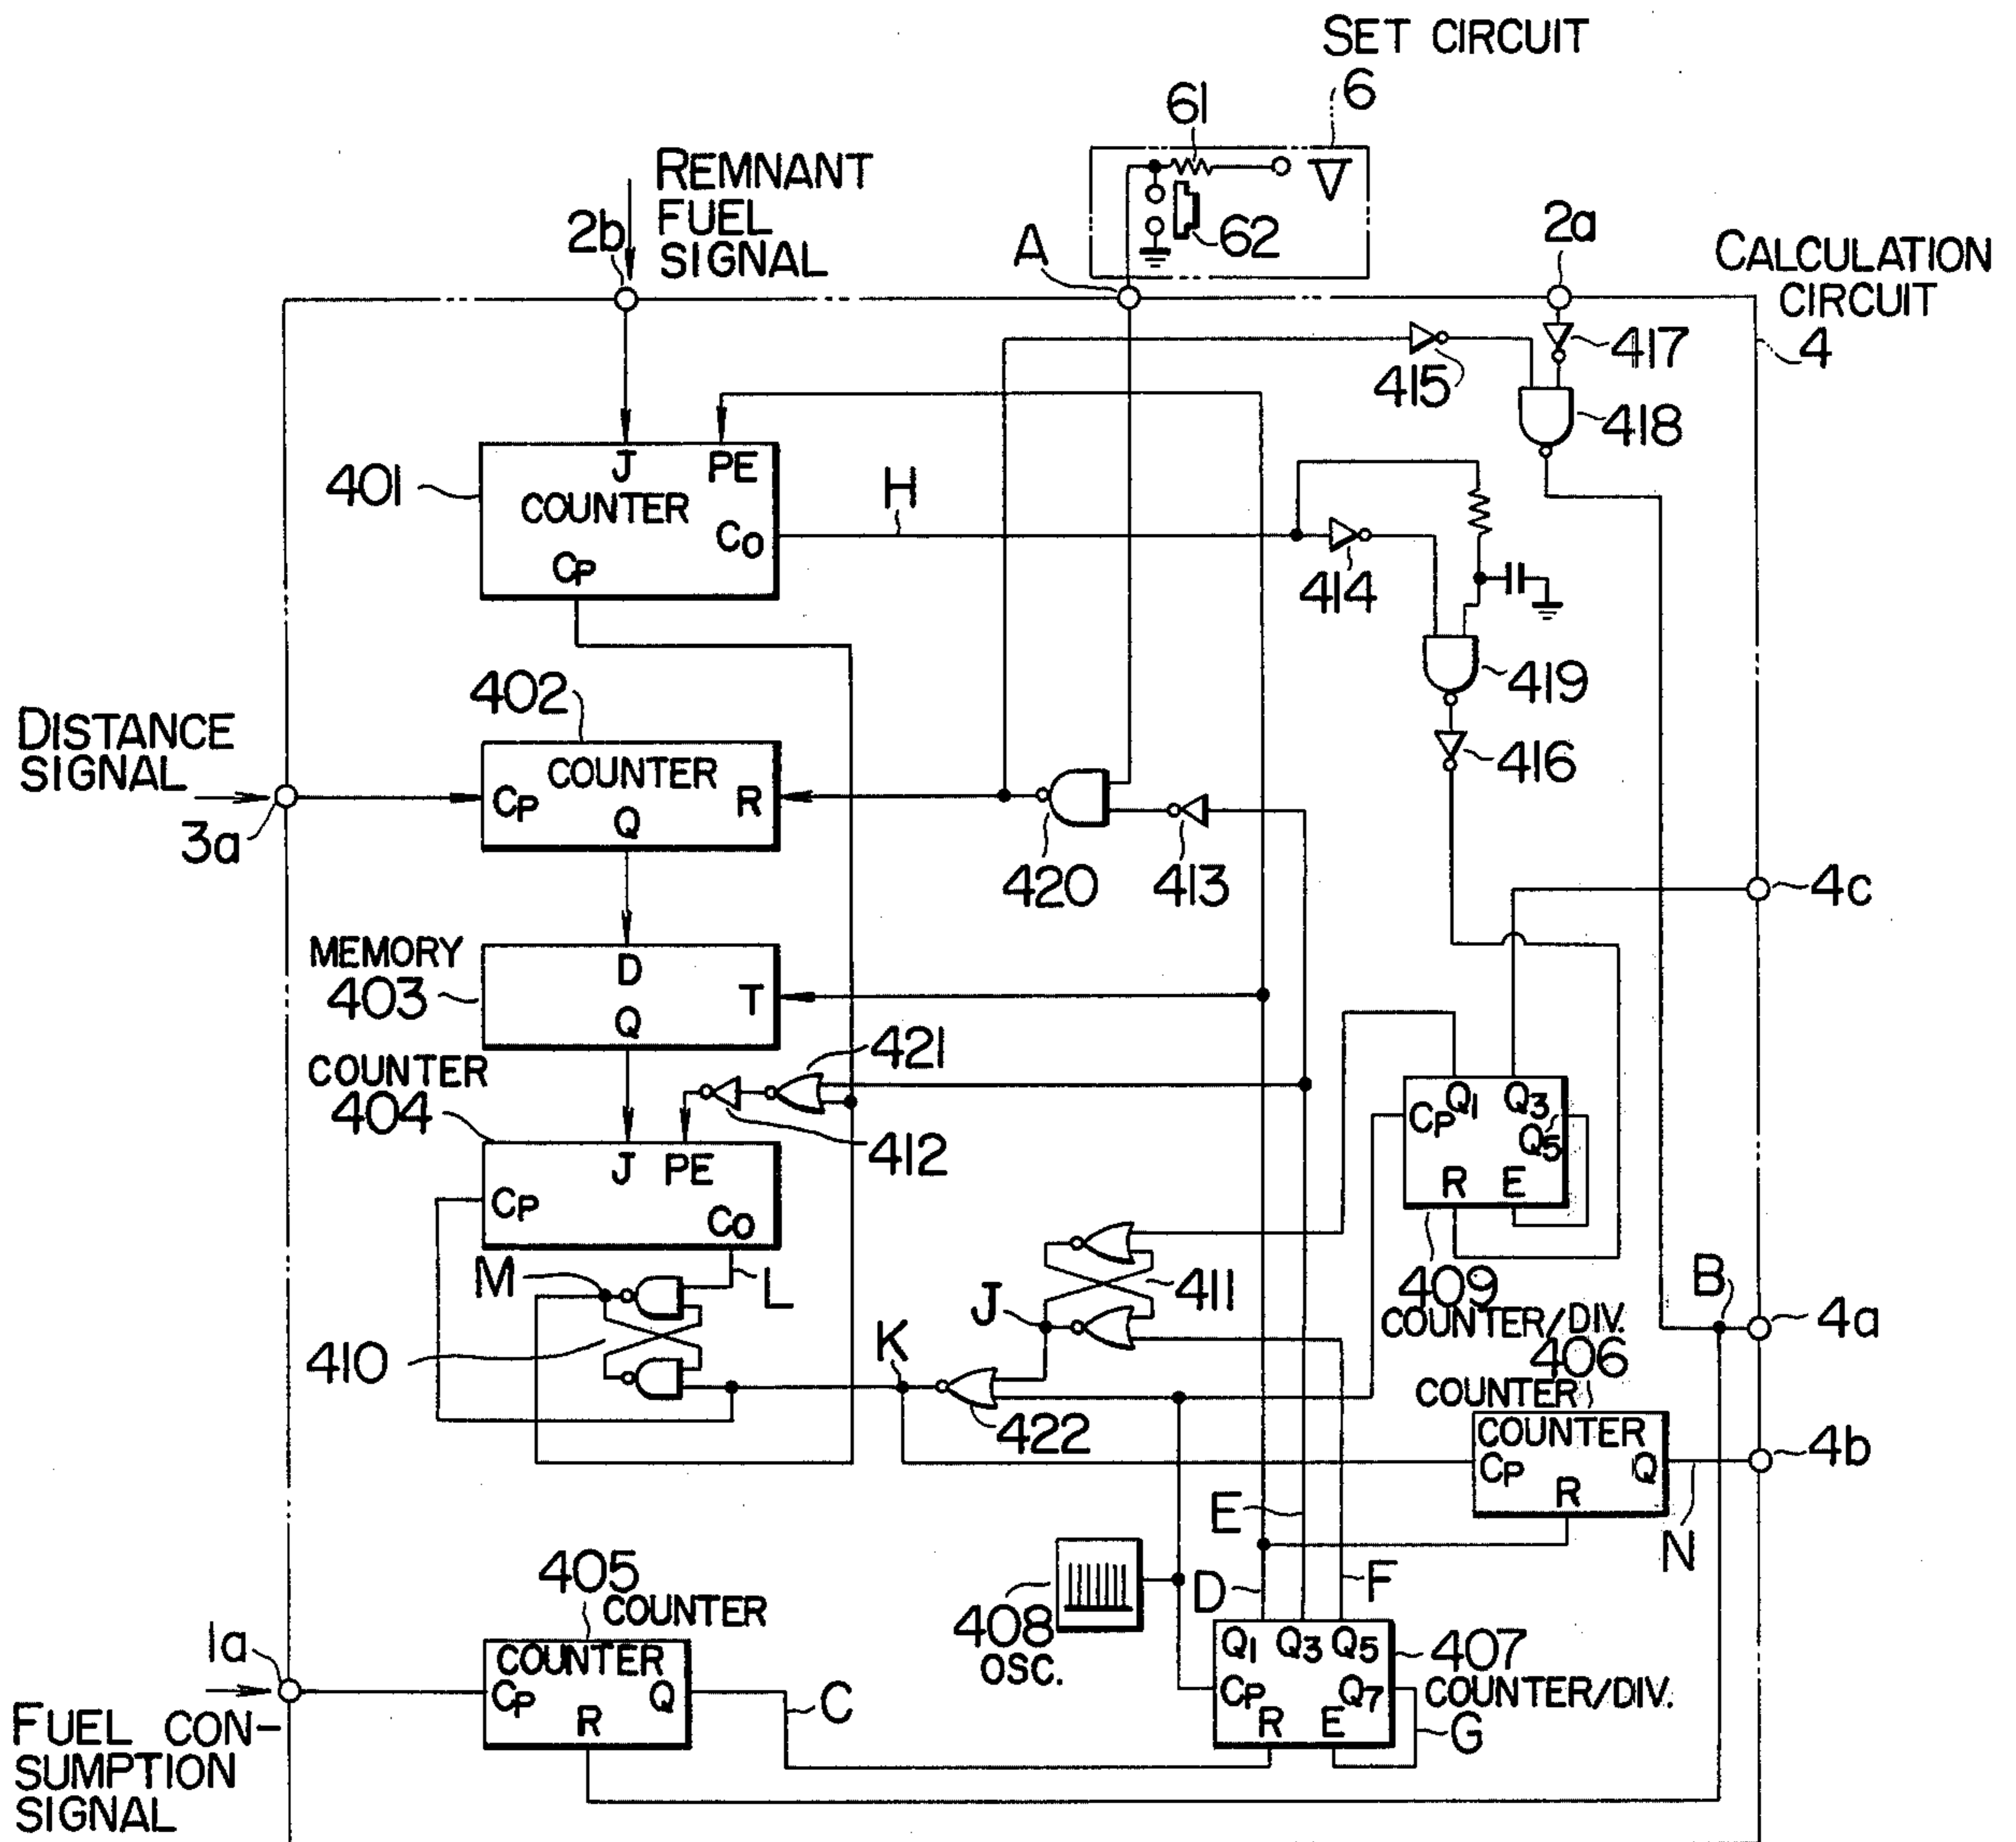 SET CIRCUIT
6
61
V
62
REMNANT
FUEL
SIGNAL
2b
A
2a
CALCULATION
CIRCUIT
4
417
415
418
J PE
401
COUNTER
CO
CP
H
414
419
416
402
DISTANCE
SIGNAL
3a
COUNTER
CP
Q
R
420
413
4c
MEMORY
403
D
T
Q
421
COUNTER
404
412
J PE
CP
CO
Q1 Q3
CP
Q5
R E
409
COUNTER/DIV.
M
L
410
J
411
K
422
B
4a
406
COUNTER
COUNTER
CP
Q
R
4b
N
E
D
F
408
OSC.
Q1 Q3 Q5
407
COUNTER/DIV.
CP
Q7
R E
G
405
COUNTER
COUNTER
CP
Q
R
C
1a
FUEL CON-
SUMPTION
SIGNAL